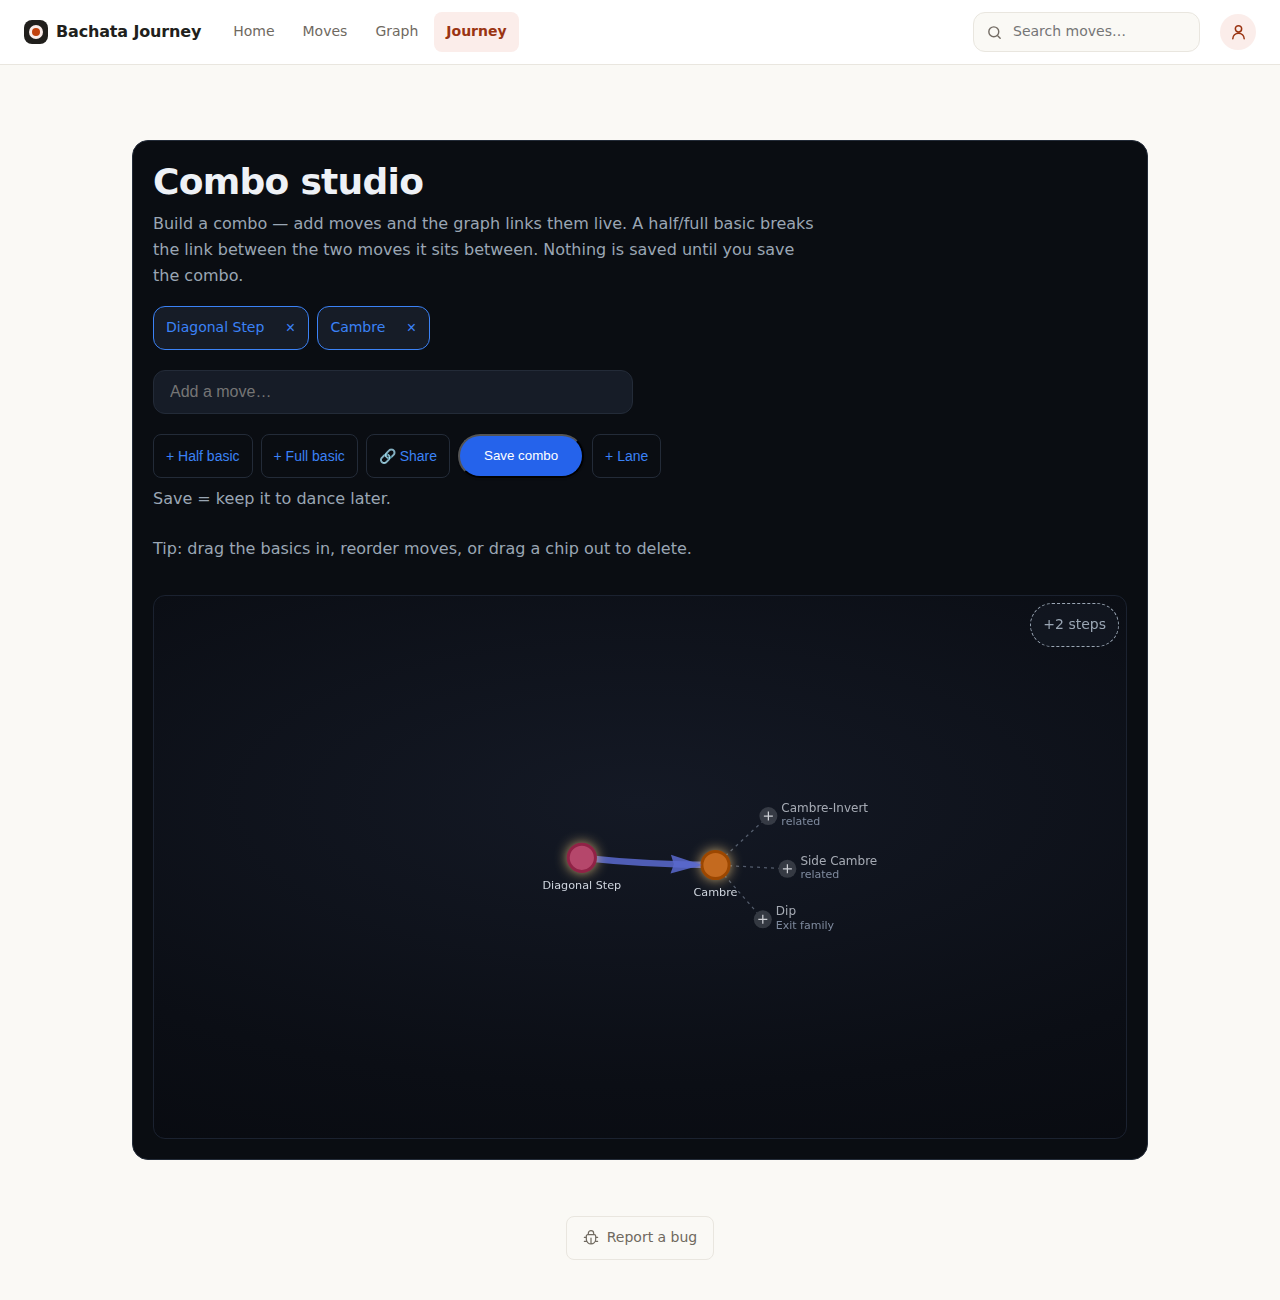 Bachata Journey
Home
Moves
Graph
Journey
Search moves…
Combo studio
Build a combo — add moves and the graph links them live. A half/full basic breaks
the link between the two moves it sits between. Nothing is saved until you save
the combo.
Diagonal Step ×
Cambre ×
Add a move…
+ Half basic
+ Full basic
🔗 Share
Save combo
+ Lane
Save = keep it to dance later.
Tip: drag the basics in, reorder moves, or drag a chip out to delete.
+2 steps
Cambre-Invert
related
Side Cambre
related
Diagonal Step
Cambre
Dip
Exit family
Report a bug